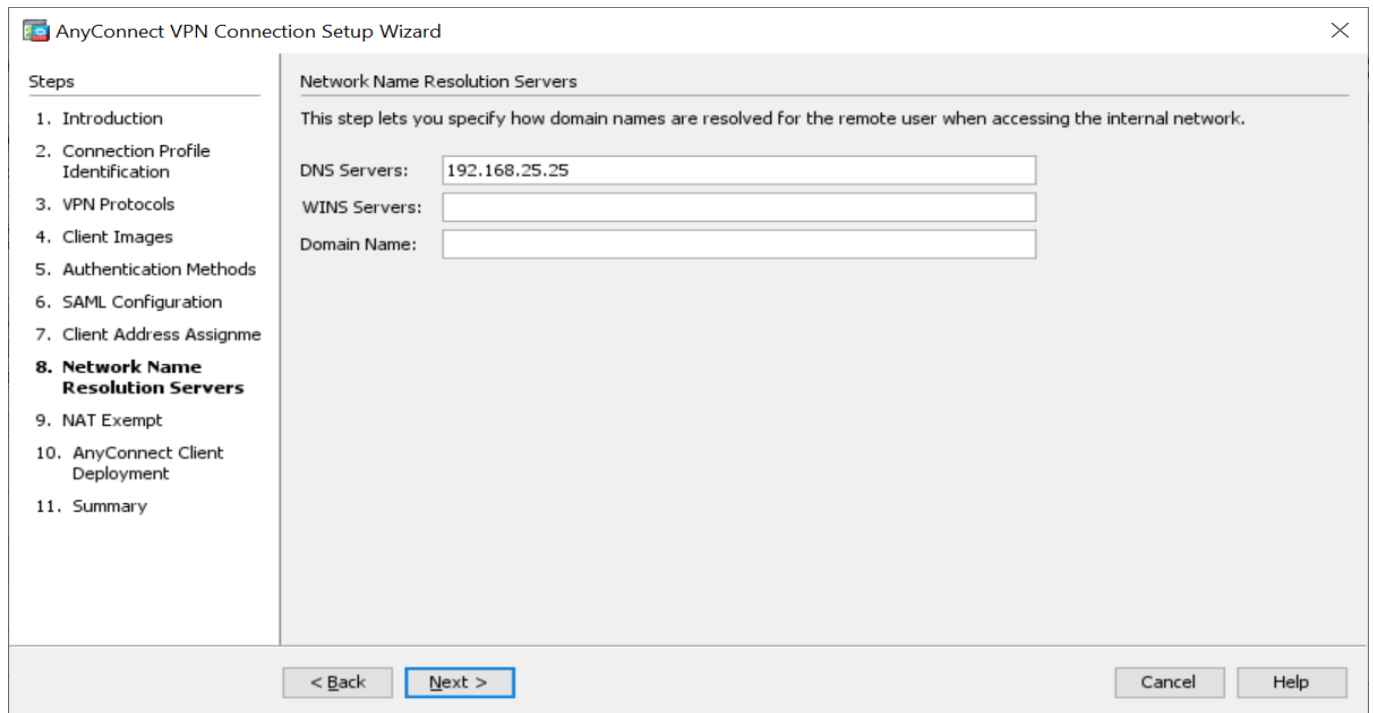 AnyConnect VPN Connection Setup Wizard
Steps
1. Introduction
2. Connection Profile
Identification
3. VPN Protocols
4. Client Images
5. Authentication Methods
6. SAML Configuration
7. Client Address Assignme
8. Network Name
Resolution Servers
9. NAT Exempt
10. AnyConnect Client
Deployment
11. Summary
Network Name Resolution Servers
This step lets you specify how domain names are resolved for the remote user when accessing the internal network.
DNS Servers: 192.168.25.25
WINS Servers:
Domain Name:
< Back Next > Cancel Help